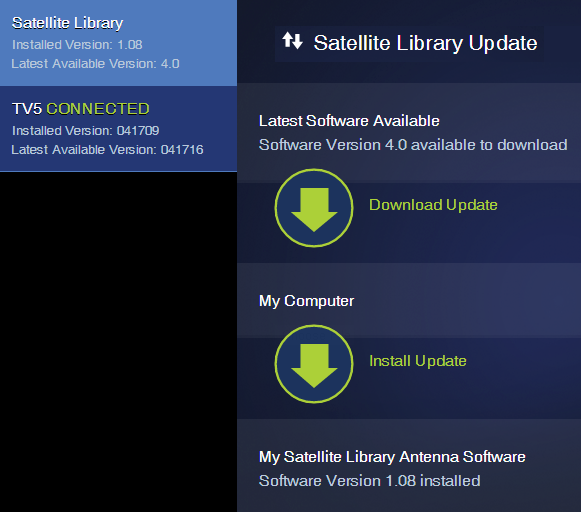 Satellite Library
Installed Version: 1.08
Latest Available Version: 4.0
TV5 CONNECTED
Installed Version: 041709
Latest Available Version: 041716
Satellite Library Update
Latest Software Available
Software Version 4.0 available to download
Download Update
My Computer
Install Update
My Satellite Library Antenna Software
Software Version 1.08 installed